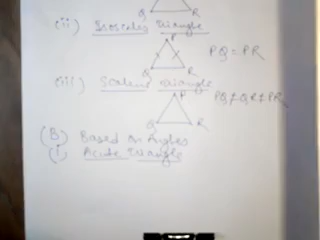 Q R
(ii) Isosceles Triangle
P
PQ = PR
Q R
(iii) Scalene Triangle
P
PQ ≠ QR ≠ PR
Q R
(B) Based on Angles
(i) Acute Triangle